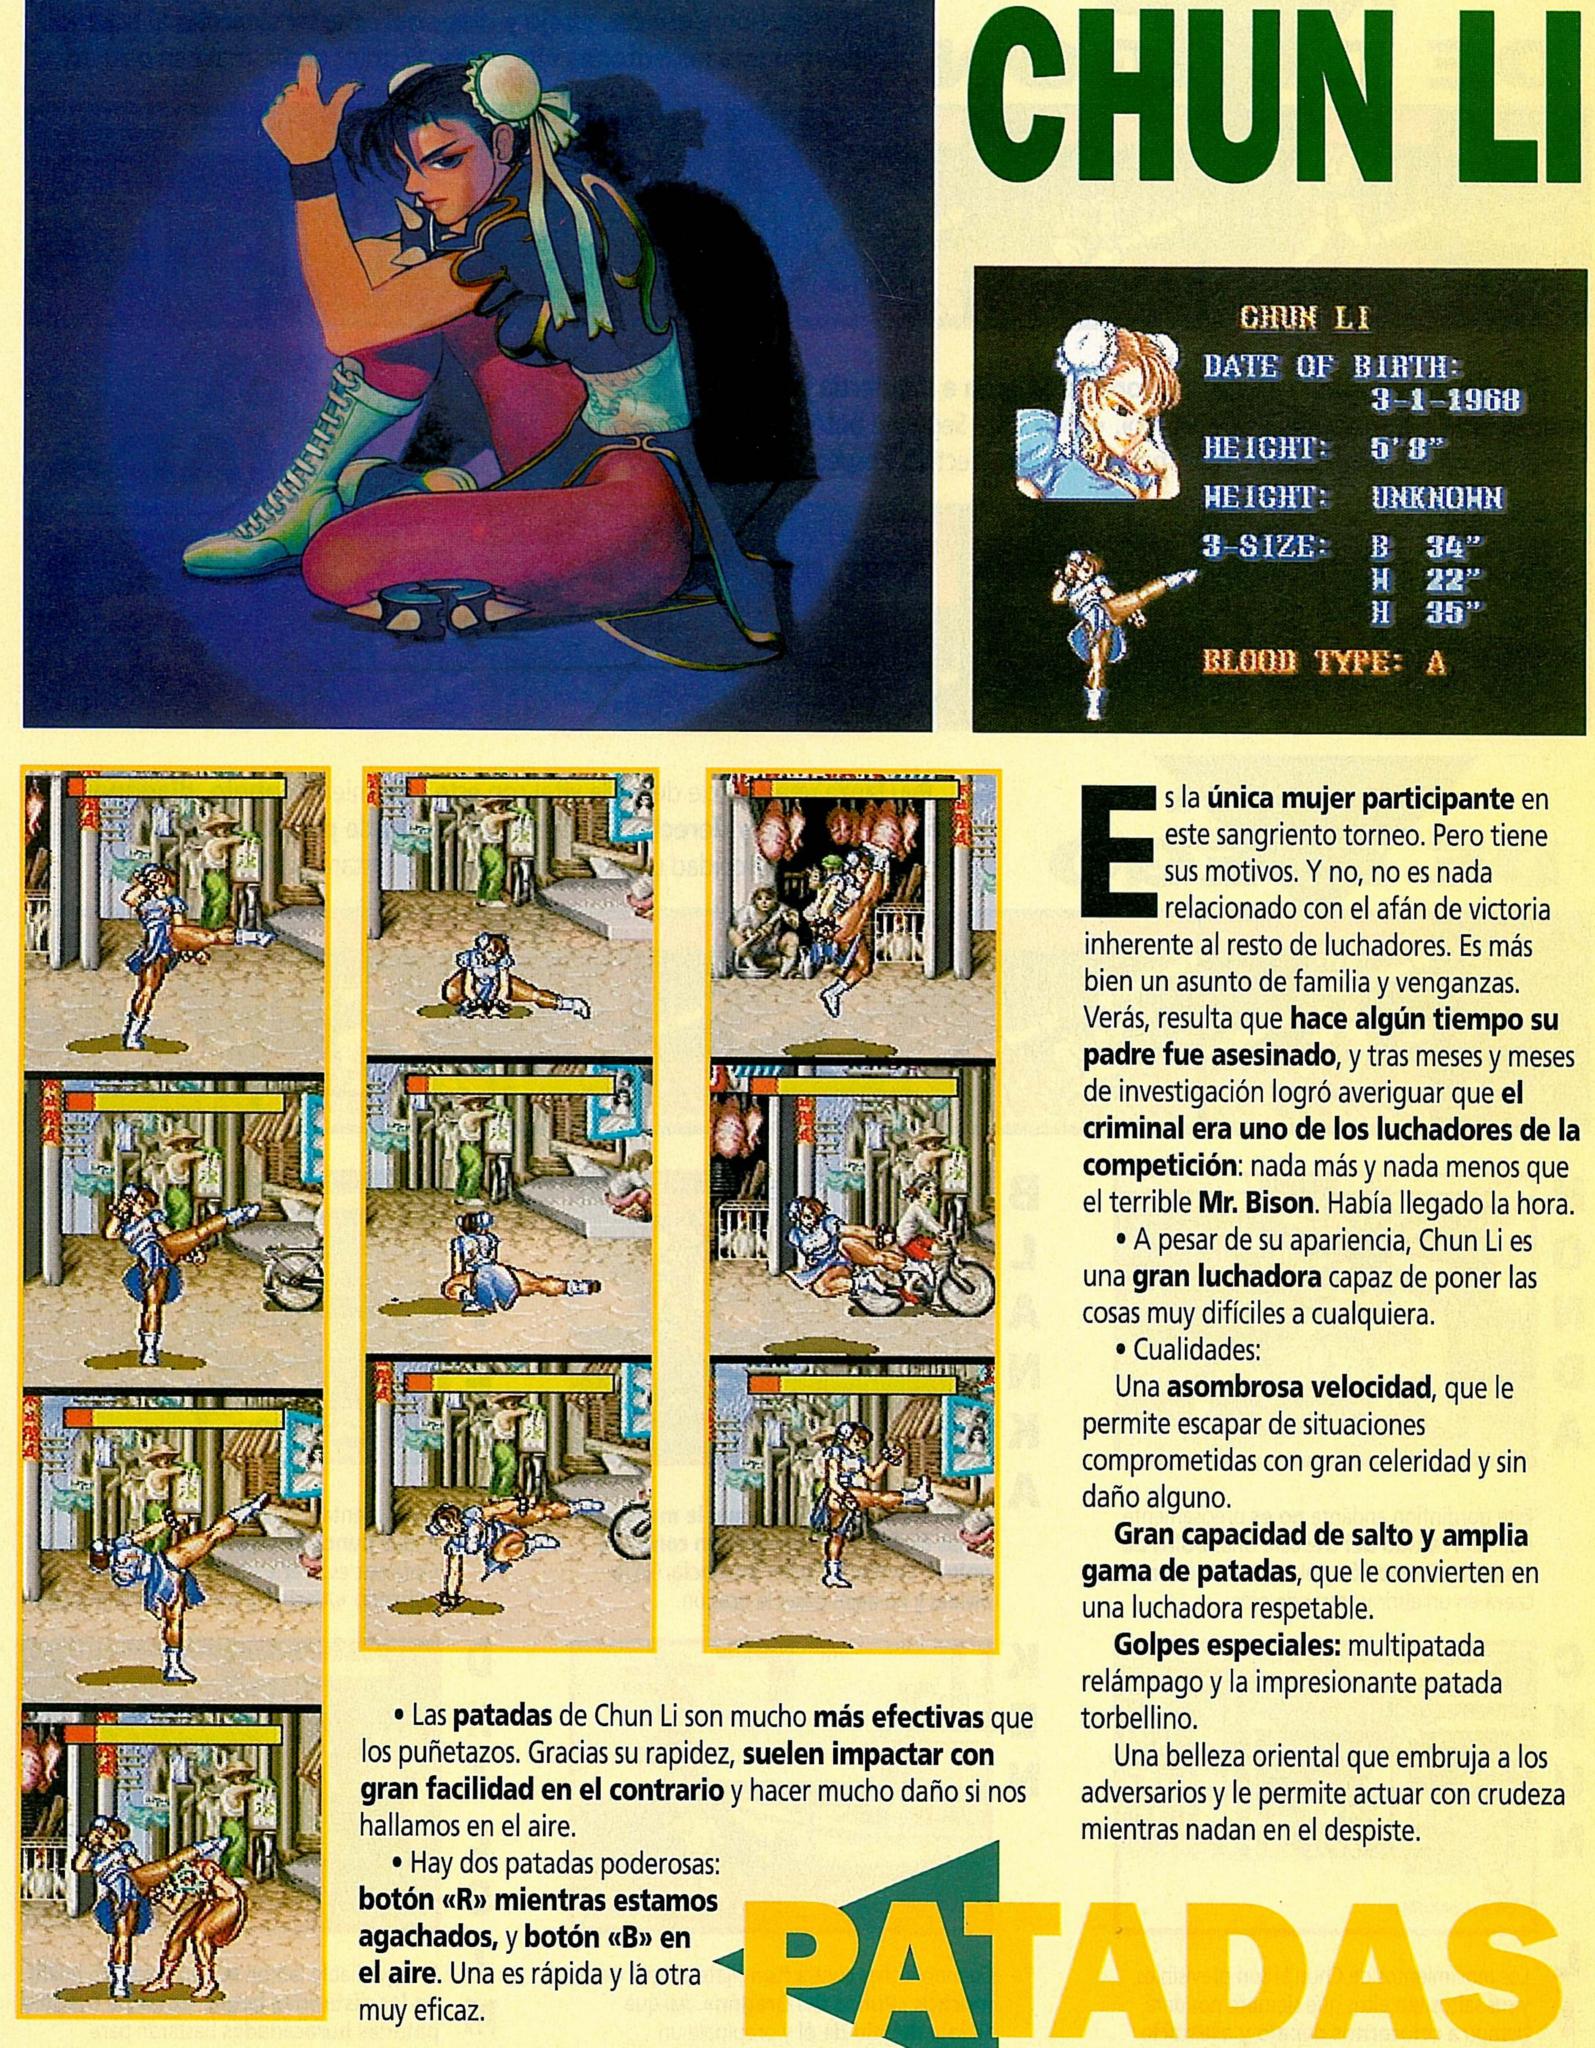 CHUN LI
CHUN LI
DATE OF BIRTH:
3-1-1968
HEIGHT: 5'8"
HEIGHT: UNKNOWN
3-SIZE: B 34"
H 22"
H 35"
BLOOD TYPE: A
Es la única mujer participante en
este sangriento torneo. Pero tiene
sus motivos. Y no, no es nada
relacionado con el afán de victoria
inherente al resto de luchadores. Es más
bien un asunto de familia y venganzas.
Verás, resulta que hace algún tiempo su
padre fue asesinado, y tras meses y meses
de investigación logró averiguar que el
criminal era uno de los luchadores de la
competición: nada más y nada menos que
el terrible Mr. Bison. Había llegado la hora.
• A pesar de su apariencia, Chun Li es
una gran luchadora capaz de poner las
cosas muy difíciles a cualquiera.
• Cualidades:
Una asombrosa velocidad, que le
permite escapar de situaciones
comprometidas con gran celeridad y sin
daño alguno.
Gran capacidad de salto y amplia
gama de patadas, que le convierten en
una luchadora respetable.
Golpes especiales: multipatada
relámpago y la impresionante patada
torbellino.
Una belleza oriental que embruja a los
adversarios y le permite actuar con crudeza
mientras nadan en el despiste.
• Las patadas de Chun Li son mucho más efectivas que
los puñetazos. Gracias su rapidez, suelen impactar con
gran facilidad en el contrario y hacer mucho daño si nos
hallamos en el aire.
• Hay dos patadas poderosas:
botón «R» mientras estamos
agachados, y botón «B» en
el aire. Una es rápida y la otra
muy eficaz.
PATADAS